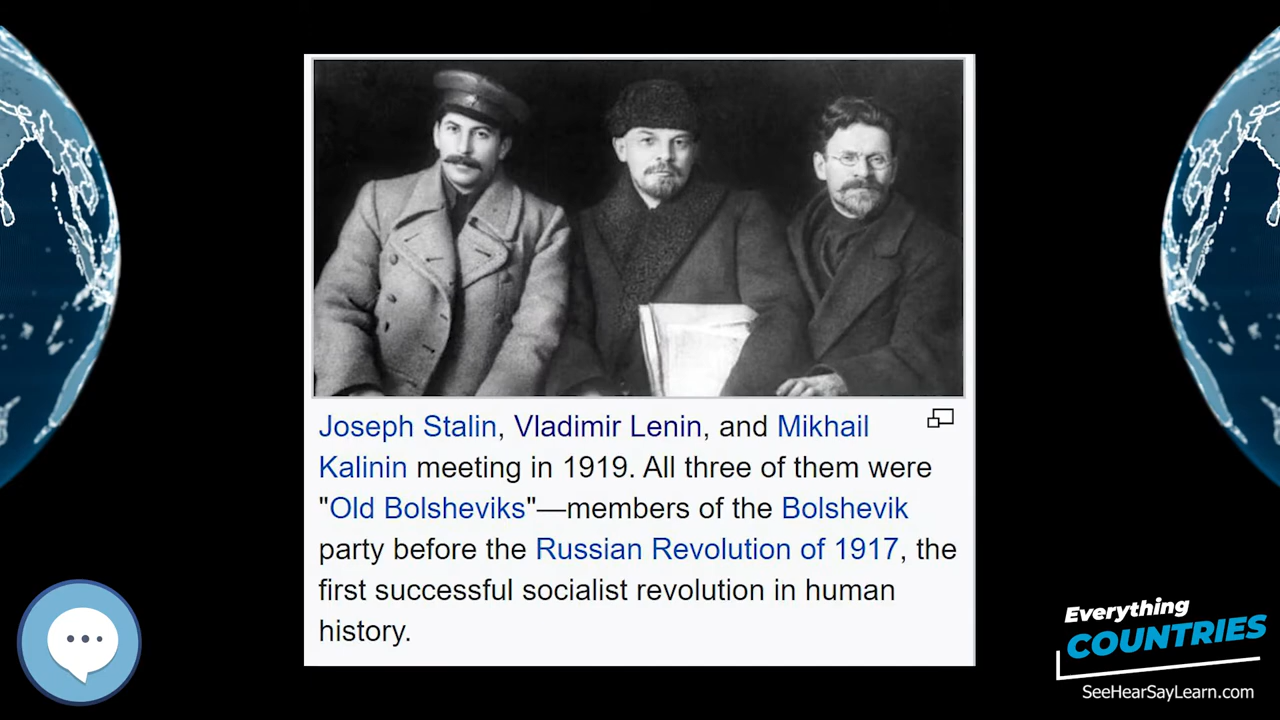 Joseph Stalin, Vladimir Lenin, and Mikhail
Kalinin meeting in 1919. All three of them were
"Old Bolsheviks"—members of the Bolshevik
party before the Russian Revolution of 1917, the
first successful socialist revolution in human
history.
Everything
COUNTRIES
SeeHearSayLearn.com